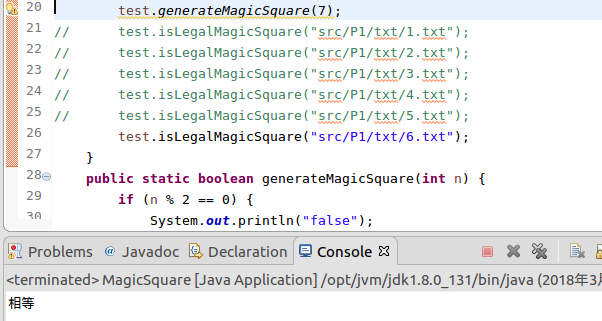 20 test.generateMagicSquare(7);
21 // test.isLegalMagicSquare("src/P1/txt/1.txt");
22 // test.isLegalMagicSquare("src/P1/txt/2.txt");
23 // test.isLegalMagicSquare("src/P1/txt/3.txt");
24 // test.isLegalMagicSquare("src/P1/txt/4.txt");
25 // test.isLegalMagicSquare("src/P1/txt/5.txt");
26 test.isLegalMagicSquare("src/P1/txt/6.txt");
27 }
28 public static boolean generateMagicSquare(int n) {
29 if (n % 2 == 0) {
30 System.out.println("false");
Problems Javadoc Declaration Console
<terminated> MagicSquare [Java Application] /opt/jvm/jdk1.8.0_131/bin/java (2018年3月
相等